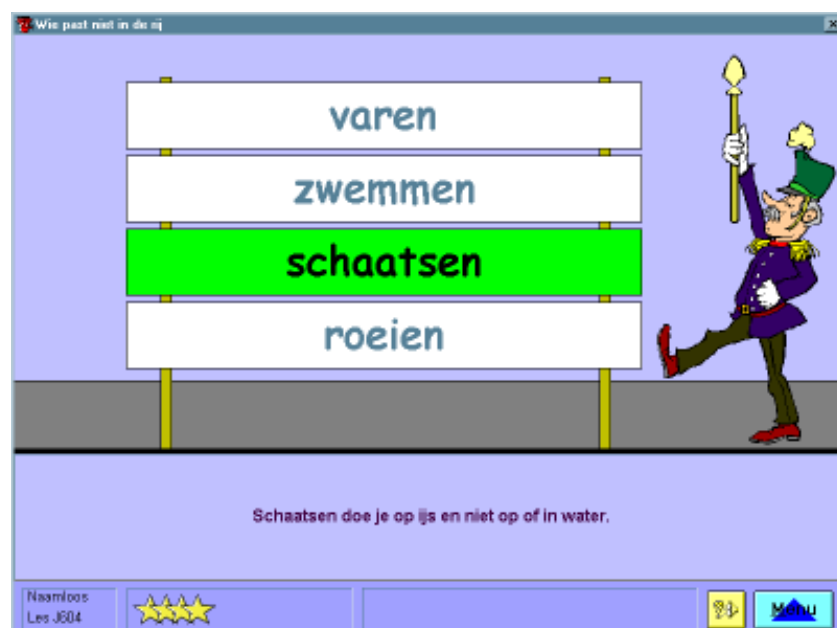 Wie past niet in de rij
varen
zwemmen
schaatsen
roeien
Schaatsen doe je op ijs en niet op of in water.
Naamloos
Les J604
Menu